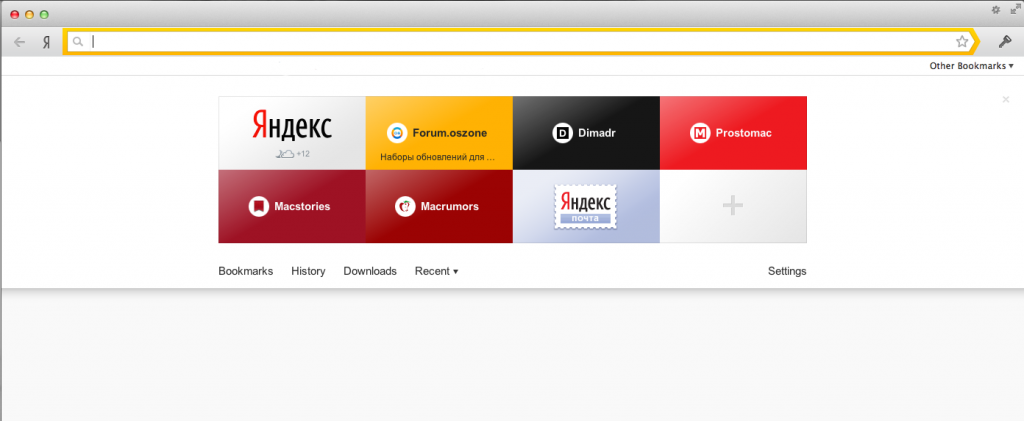 Я
Other Bookmarks
Яндекс
+12
Forum.oszone
Наборы обновлений для ...
Dimadr
Prostomac
Macstories
Macrumors
Яндекс
почта
Bookmarks
History
Downloads
Recent
Settings